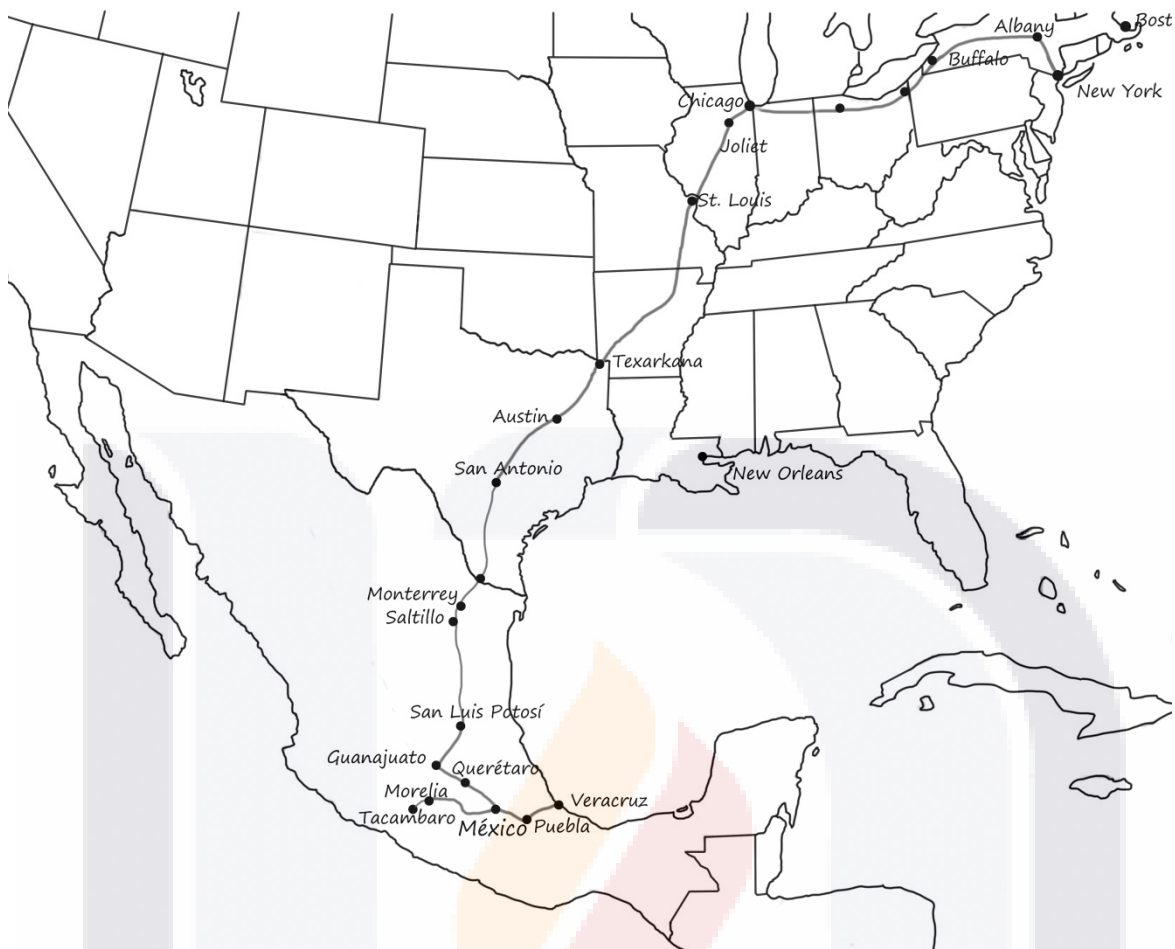 Albany
Bost
Buffalo
New York
Chicago
Joliet
St. Louis
Texarkana
Austin
San Antonio
New Orleans
Monterrey
Saltillo
San Luis Potosí
Guanajuato
Querétaro
Morelia
Tacambaro
México
Puebla
Veracruz